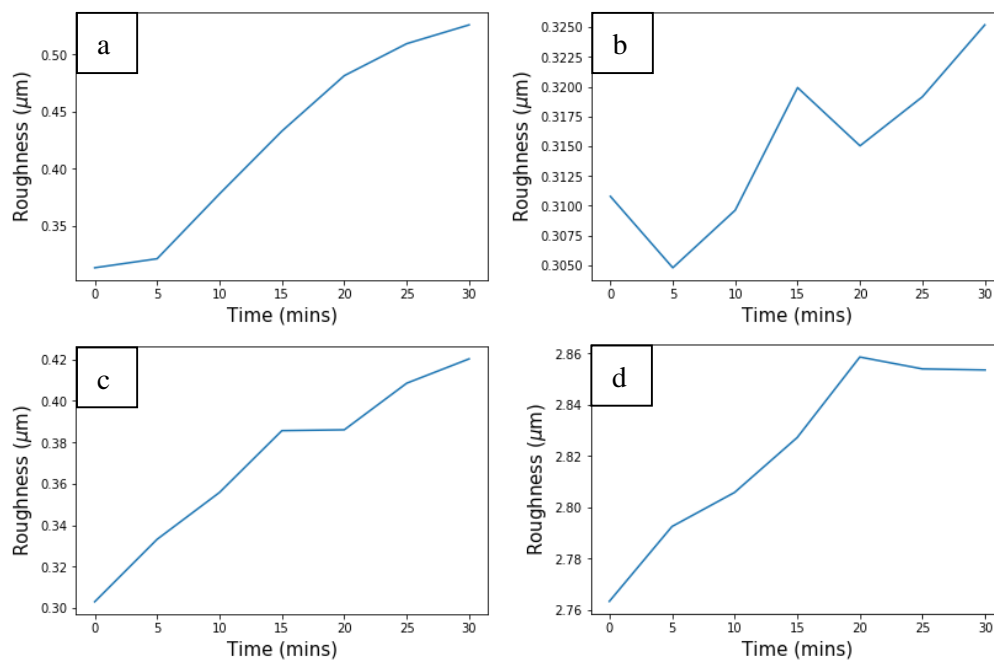 a
Roughness (μm)
0.50
0.45
0.40
0.35
0 5 10 15 20 25 30
Time (mins)
b
Roughness (μm)
0.3250
0.3225
0.3200
0.3175
0.3150
0.3125
0.3100
0.3075
0.3050
0 5 10 15 20 25 30
Time (mins)
c
Roughness (μm)
0.42
0.40
0.38
0.36
0.34
0.32
0.30
0 5 10 15 20 25 30
Time (mins)
d
Roughness (μm)
2.86
2.84
2.82
2.80
2.78
2.76
0 5 10 15 20 25 30
Time (mins)